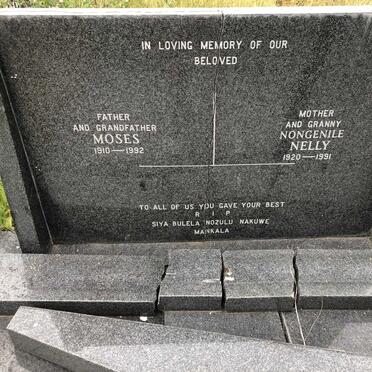 IN LOVING MEMORY OF OUR
BELOVED
FATHER
AND GRANDFATHER
MOSES
1910—1992
MOTHER
AND GRANNY
NONGENILE
NELLY
1920—1991
TO ALL OF US YOU GAVE YOUR BEST
R I P
SIYA BULELA NOZULU NAKUWE
MANKALA